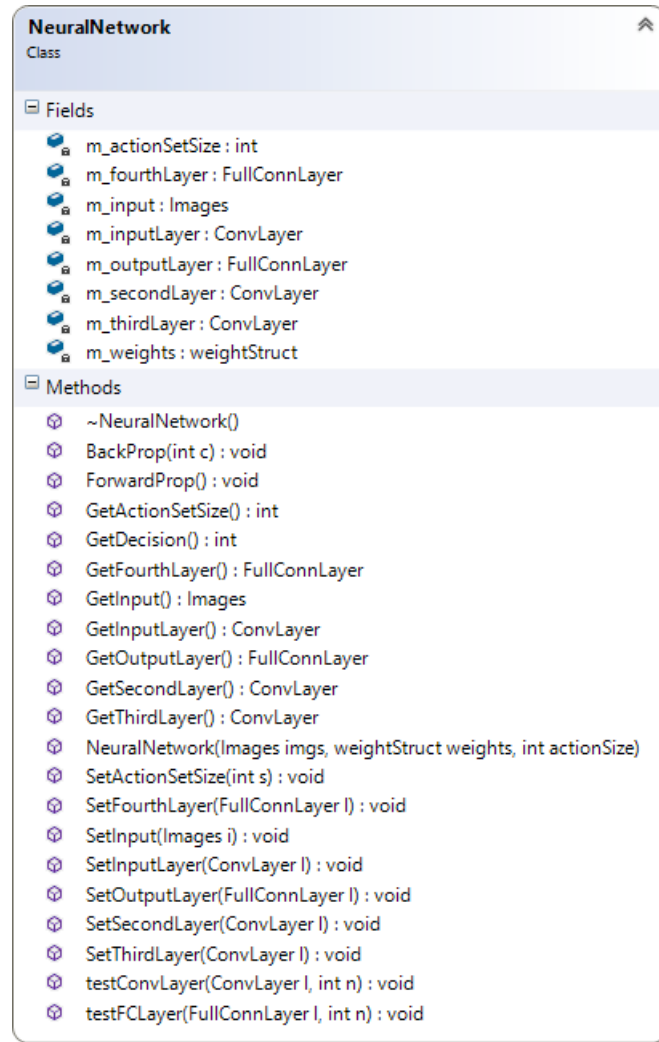 NeuralNetwork
Class
Fields
m_actionSetSize : int
m_fourthLayer : FullConnLayer
m_input : Images
m_inputLayer : ConvLayer
m_outputLayer : FullConnLayer
m_secondLayer : ConvLayer
m_thirdLayer : ConvLayer
m_weights : weightStruct
Methods
~NeuralNetwork()
BackProp(int c) : void
ForwardProp() : void
GetActionSetSize() : int
GetDecision() : int
GetFourthLayer() : FullConnLayer
GetInput() : Images
GetInputLayer() : ConvLayer
GetOutputLayer() : FullConnLayer
GetSecondLayer() : ConvLayer
GetThirdLayer() : ConvLayer
NeuralNetwork(Images imgs, weightStruct weights, int actionSize)
SetActionSetSize(int s) : void
SetFourthLayer(FullConnLayer l) : void
SetInput(Images i) : void
SetInputLayer(ConvLayer l) : void
SetOutputLayer(FullConnLayer l) : void
SetSecondLayer(ConvLayer l) : void
SetThirdLayer(ConvLayer l) : void
testConvLayer(ConvLayer l, int n) : void
testFCLayer(FullConnLayer l, int n) : void